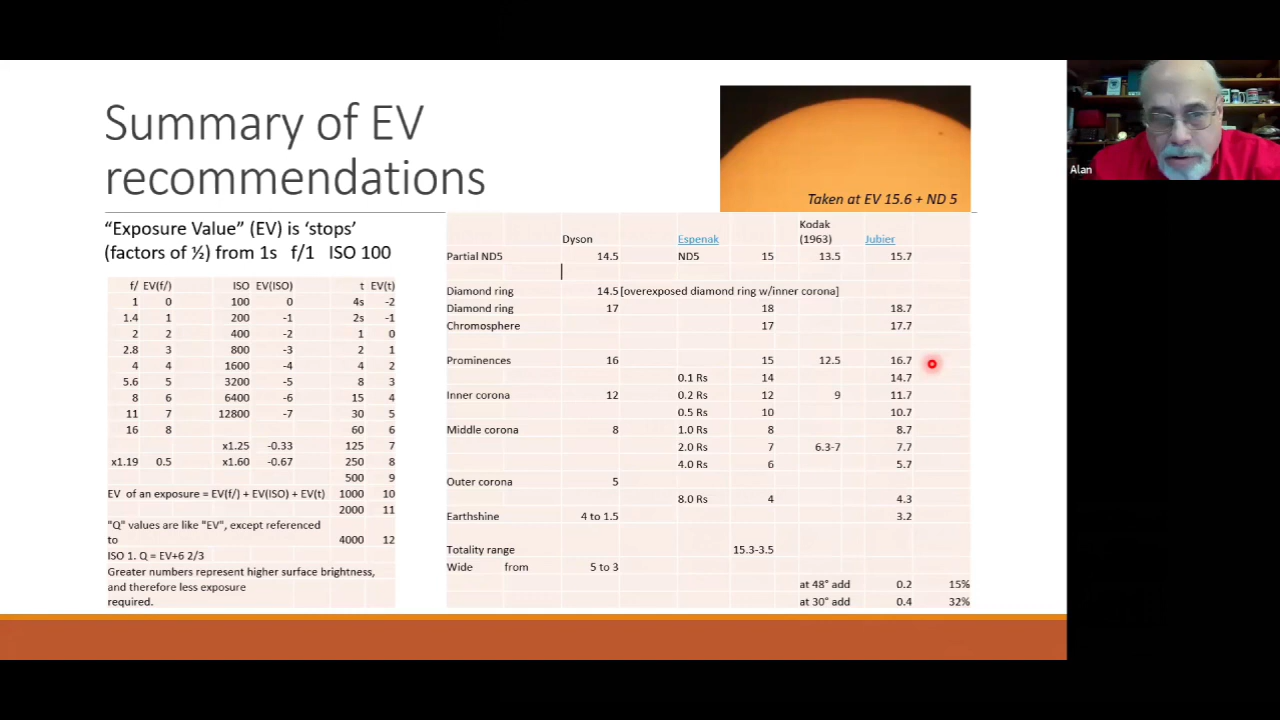 Summary of EV
recommendations
Taken at EV 15.6 + ND 5
“Exposure Value” (EV) is ‘stops’
(factors of ½) from 1s f/1 ISO 100
f/ EV(f/) ISO EV(ISO) t EV(t)
1 0 100 0 4s -2
1.4 1 200 -1 2s -1
2 2 400 -2 1 0
2.8 3 800 -3 2 1
4 4 1600 -4 4 2
5.6 5 3200 -5 8 3
8 6 6400 -6 15 4
11 7 12800 -7 30 5
16 8 60 6
x1.25 -0.33 125 7
x1.19 0.5 x1.60 -0.67 250 8
500 9
EV of an exposure = EV(f/) + EV(ISO) + EV(t) 1000 10
2000 11
"Q" values are like "EV", except referenced
to 4000 12
ISO 1. Q = EV+6 2/3
Greater numbers represent higher surface brightness,
and therefore less exposure
required.
Kodak
Dyson Espenak (1963) Jubier
Partial ND5 14.5 ND5 15 13.5 15.7
Diamond ring 14.5 [overexposed diamond ring w/inner corona]
Diamond ring 17 18 18.7
Chromosphere 17 17.7
Prominences 16 15 12.5 16.7
0.1 Rs 14 14.7
Inner corona 12 0.2 Rs 12 9 11.7
0.5 Rs 10 10.7
Middle corona 8 1.0 Rs 8 8.7
2.0 Rs 7 6.3-7 7.7
4.0 Rs 6 5.7
Outer corona 5
8.0 Rs 4 4.3
Earthshine 4 to 1.5 3.2
Totality range 15.3-3.5
Wide from 5 to 3
at 48° add 0.2 15%
at 30° add 0.4 32%
Alan